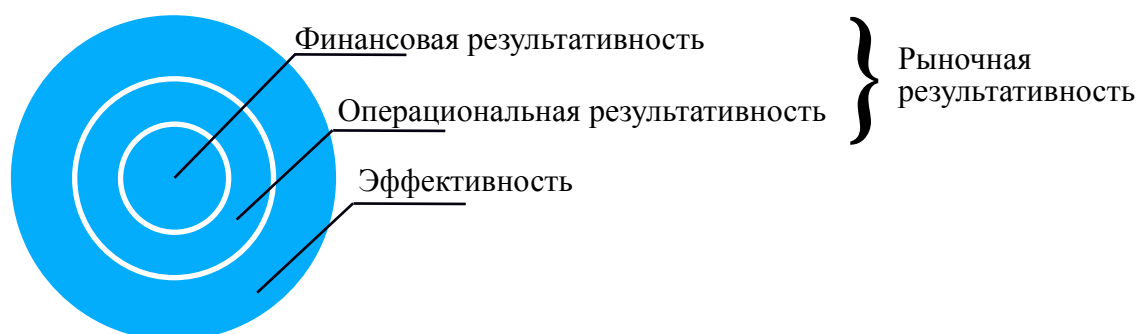 Финансовая результативность
Операциональная результативность
Эффективность
Рыночная
результативность